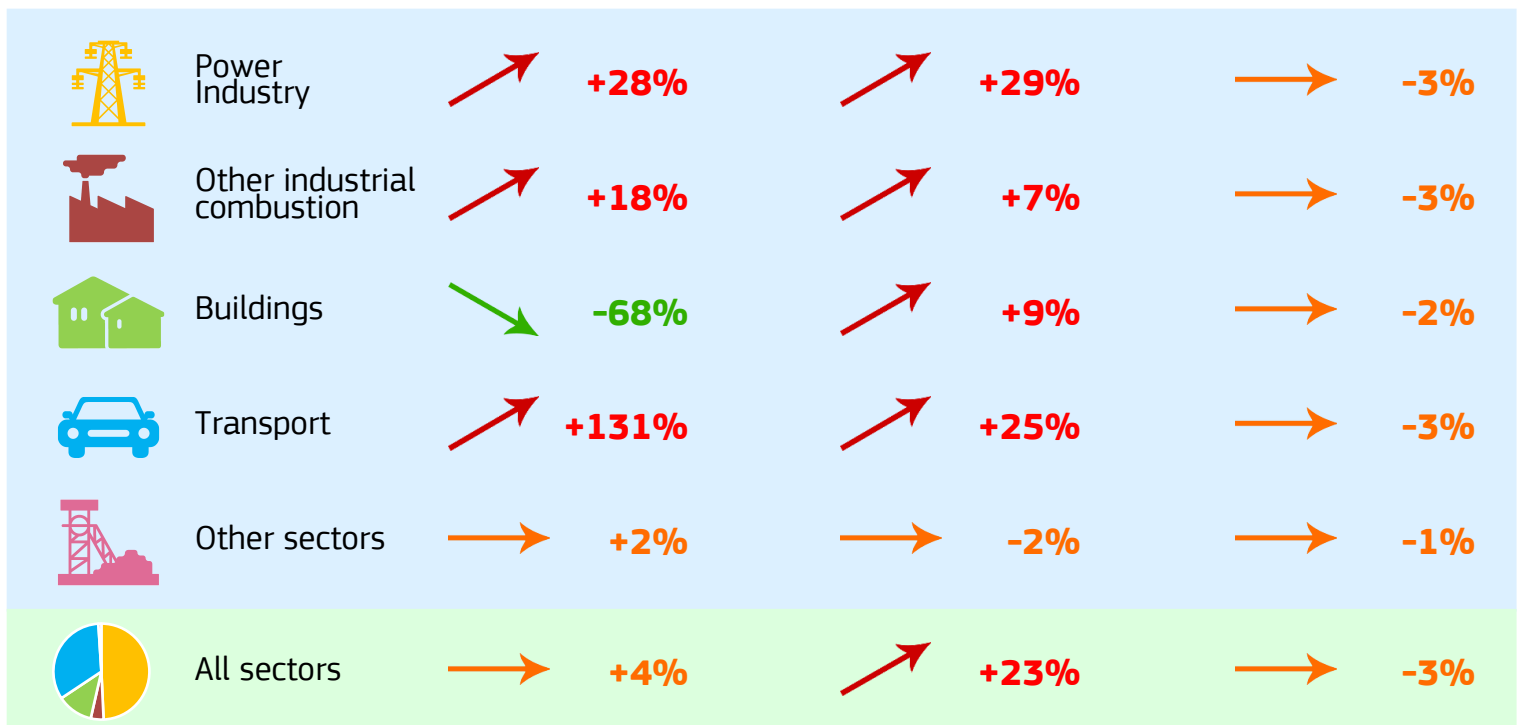 Power
Industry
+28%
+29%
-3%
Other industrial
combustion
+18%
+7%
-3%
Buildings
-68%
+9%
-2%
Transport
+131%
+25%
-3%
Other sectors
+2%
-2%
-1%
All sectors
+4%
+23%
-3%